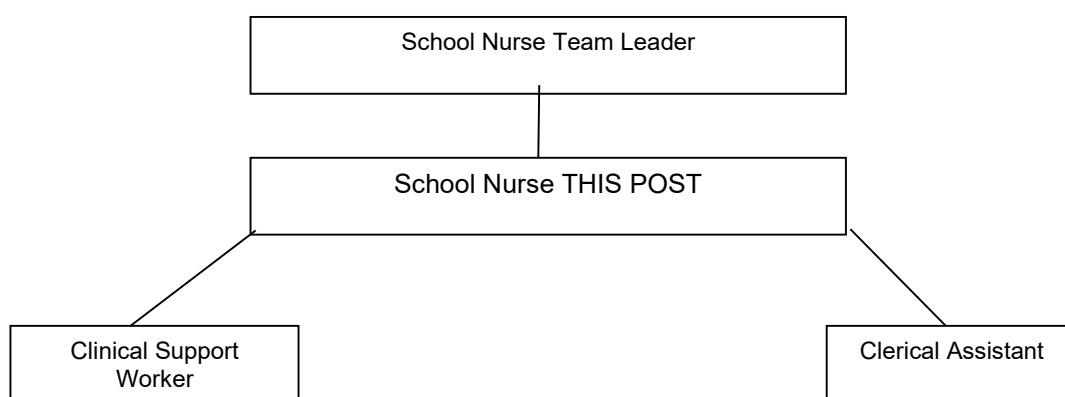 School Nurse Team Leader
School Nurse THIS POST
Clinical Support
Worker
Clerical Assistant